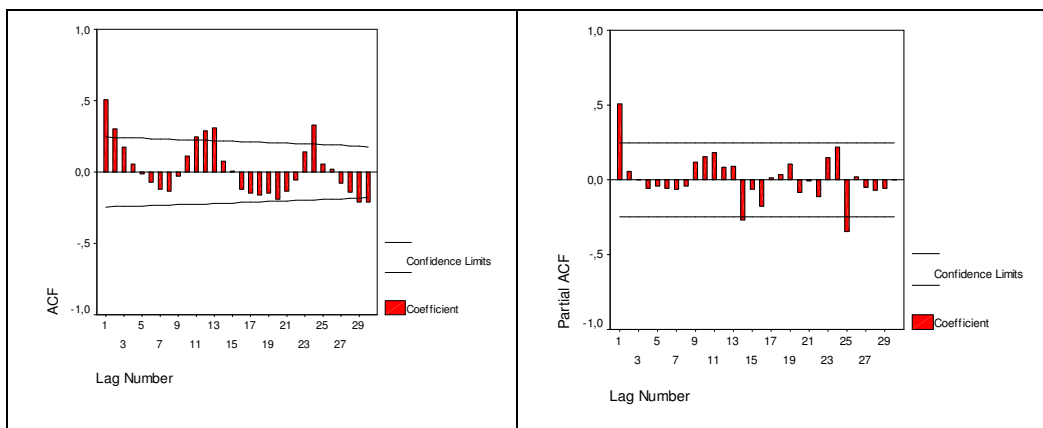 1,0
,5
0,0
-,5
-1,0
ACF
1 5 9 13 17 21 25 29
3 7 11 15 19 23 27
Lag Number
Confidence Limits
Coefficient
1,0
,5
0,0
-,5
-1,0
Partial ACF
1 5 9 13 17 21 25 29
3 7 11 15 19 23 27
Lag Number
Confidence Limits
Coefficient